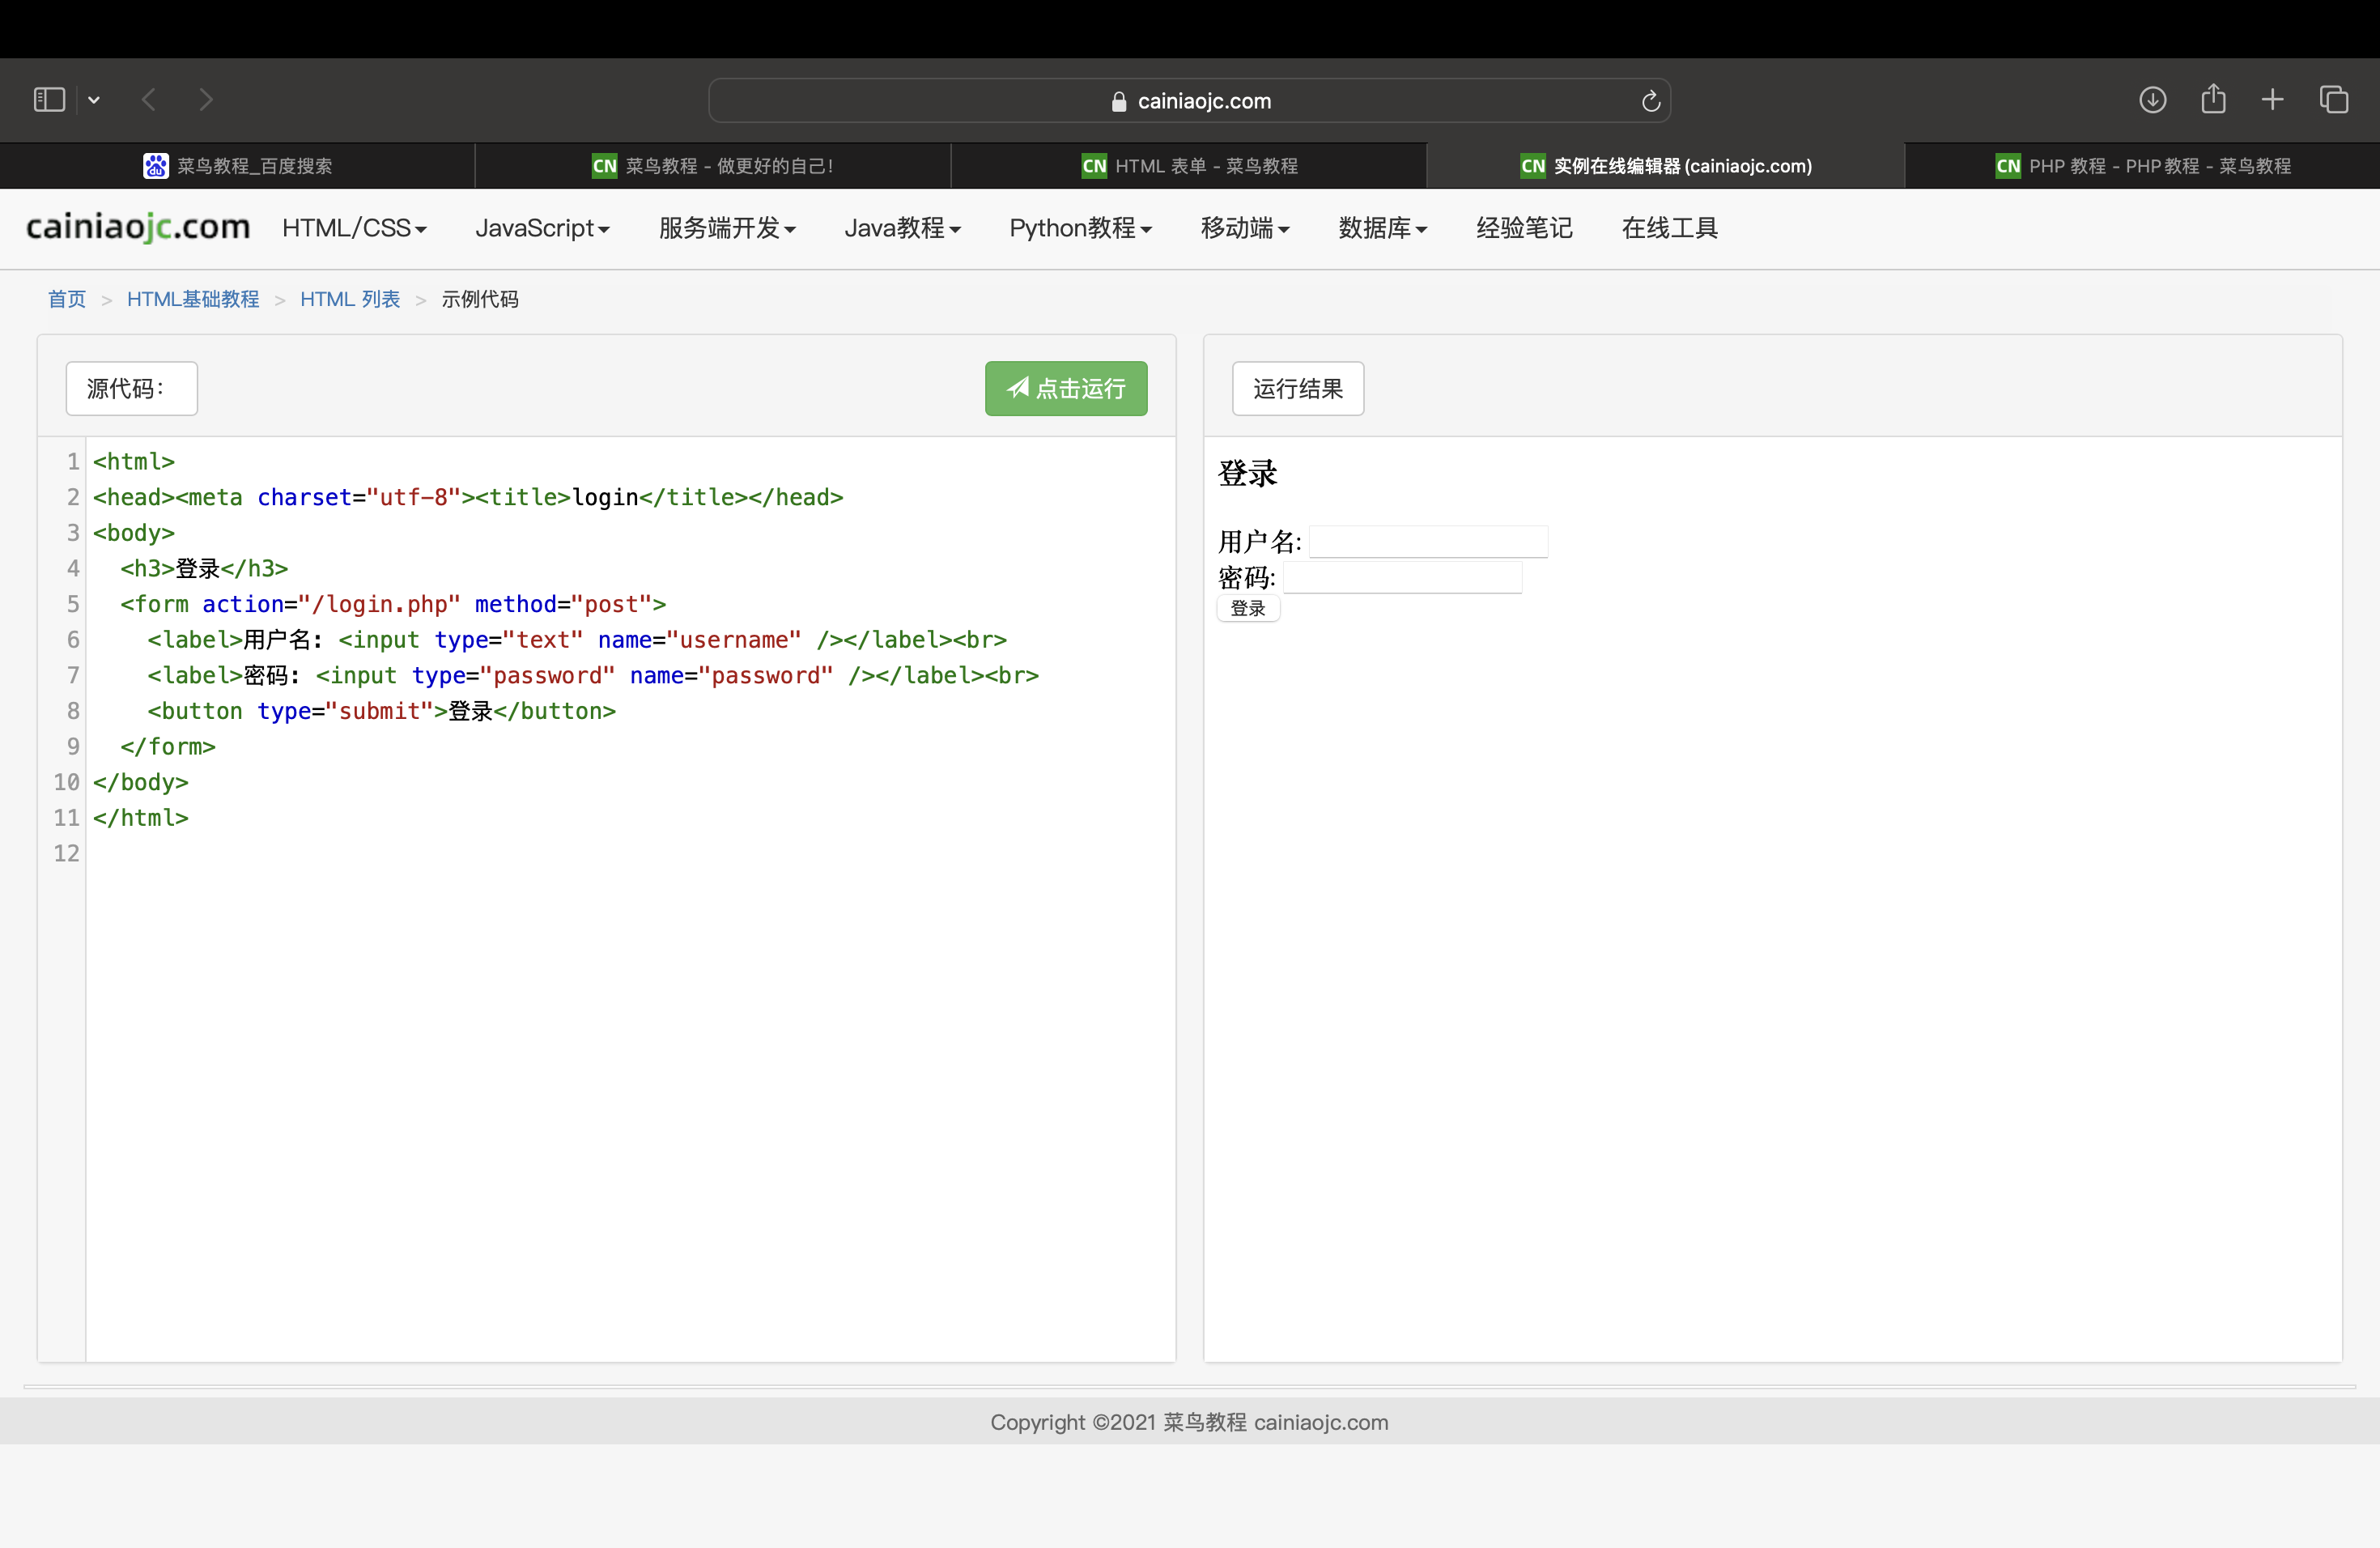 cainiaojc.com
菜鸟教程_百度搜索
CN 菜鸟教程 - 做更好的自己!
CN HTML 表单 - 菜鸟教程
CN 实例在线编辑器(cainiaojc.com)
CN PHP 教程 - PHP教程 - 菜鸟教程
cainiaojc.com HTML/CSS JavaScript 服务端开发 Java教程 Python教程 移动端 数据库 经验笔记 在线工具
首页 > HTML基础教程 > HTML 列表 > 示例代码
源代码：
点击运行
1 <html>
2 <head><meta charset="utf-8"><title>login</title></head>
3 <body>
4 <h3>登录</h3>
5 <form action="/login.php" method="post">
6 <label>用户名: <input type="text" name="username" /></label><br>
7 <label>密码: <input type="password" name="password" /></label><br>
8 <button type="submit">登录</button>
9 </form>
10 </body>
11 </html>
12
运行结果
登录
用户名:
密码:
登录
Copyright ©2021 菜鸟教程 cainiaojc.com